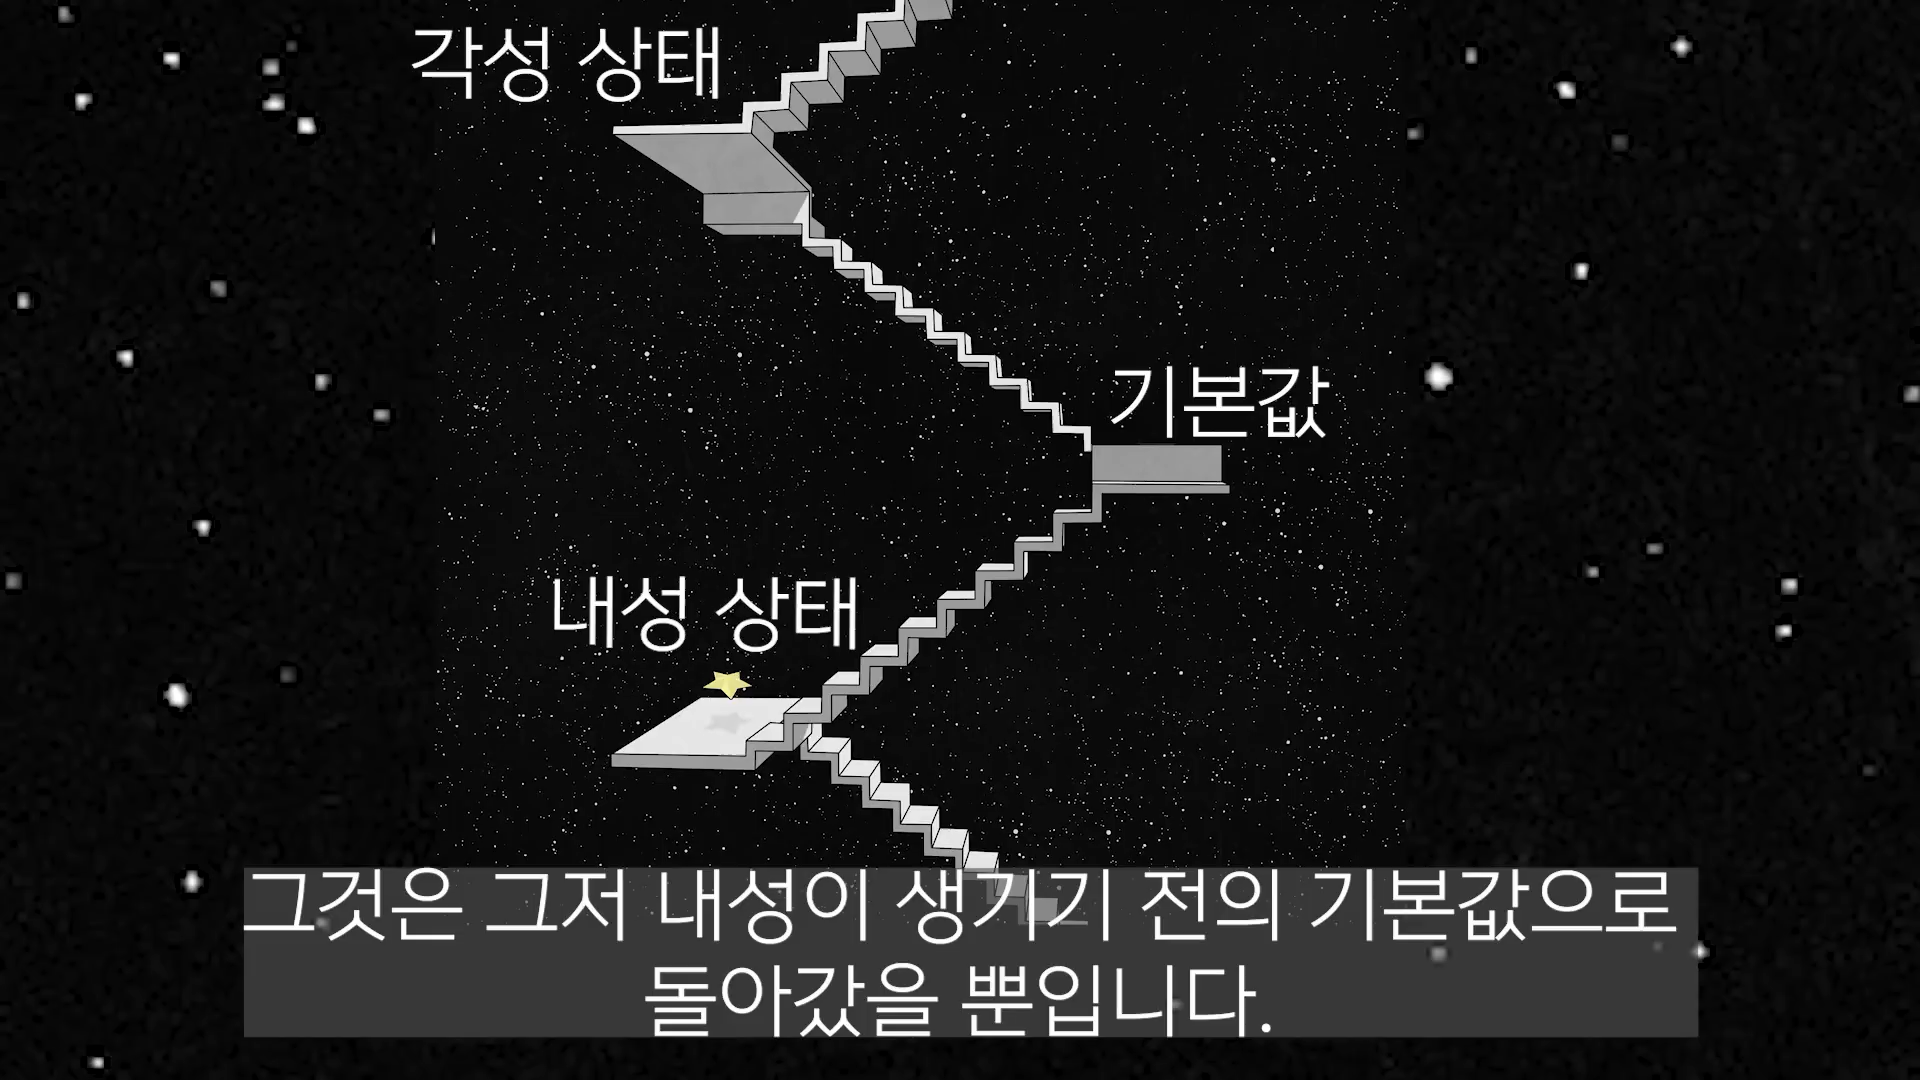 각성 상태
기본값
내성 상태
그것은 그저 내성이 생기기 전의 기본값으로
돌아갔을 뿐입니다.